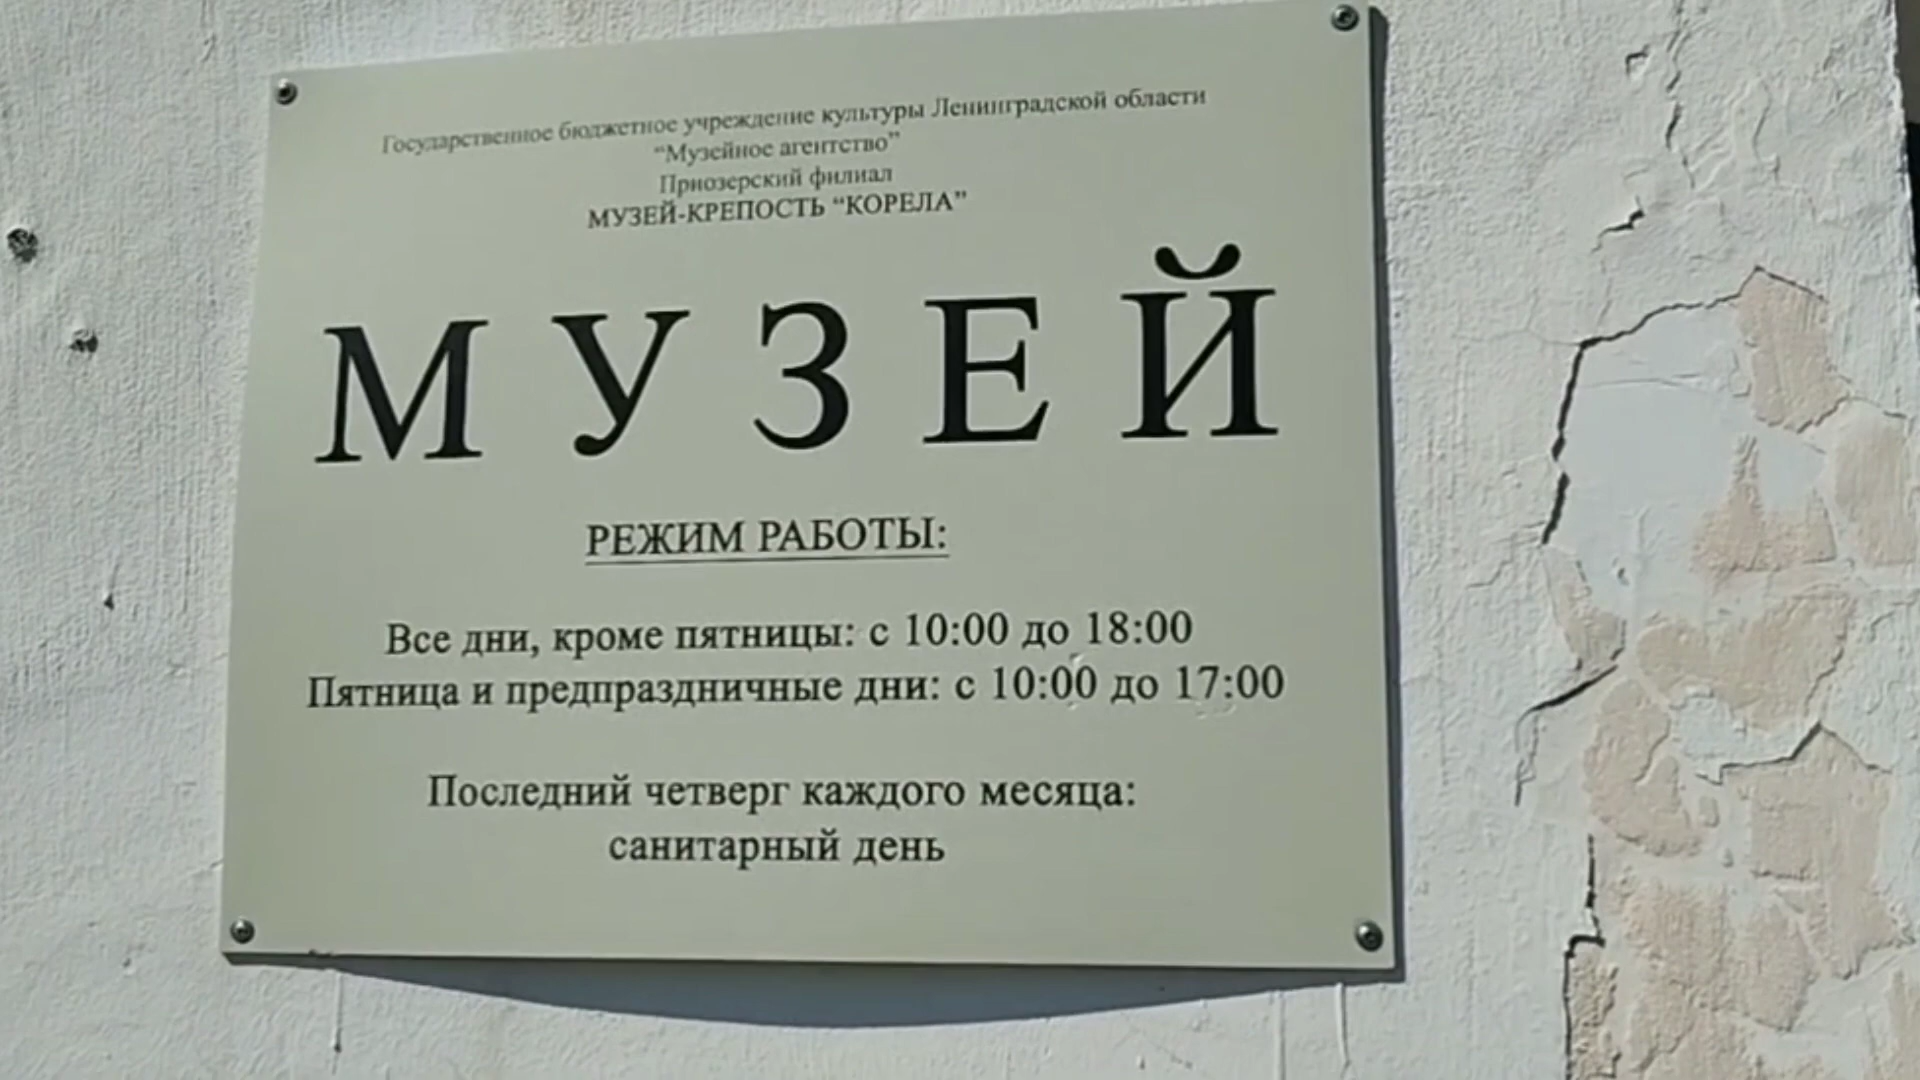 Государственное бюджетное учреждение культуры Ленинградской области
“Музейное агентство”
Приозерский филиал
МУЗЕЙ-КРЕПОСТЬ “КОРЕЛА”
МУЗЕЙ
РЕЖИМ РАБОТЫ:
Все дни, кроме пятницы: с 10:00 до 18:00
Пятница и предпраздничные дни: с 10:00 до 17:00
Последний четверг каждого месяца:
санитарный день